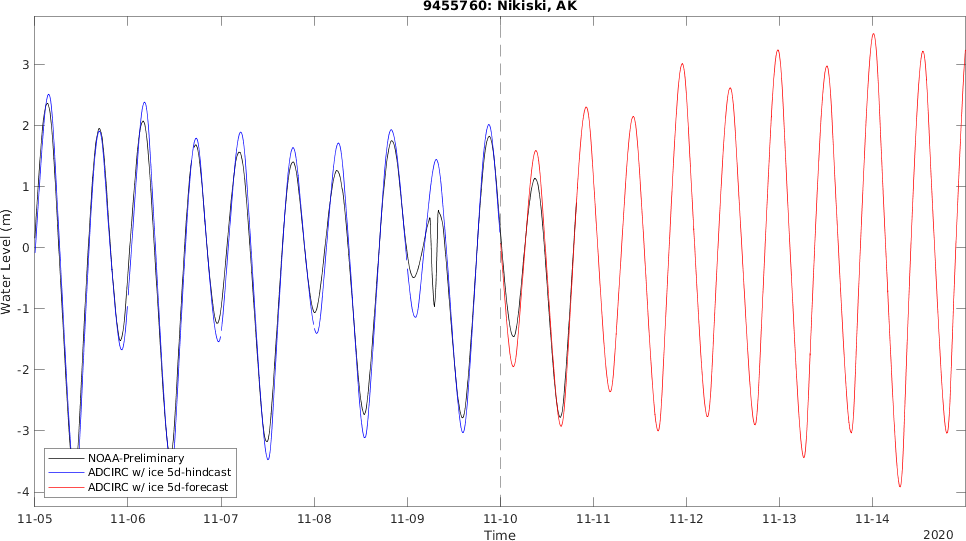 9455760: Nikiski, AK
Water Level (m)
3
2
1
0
-1
-2
-3
-4
NOAA-Preliminary
ADCIRC w/ ice 5d-hindcast
ADCIRC w/ ice 5d-forecast
11-05 11-06 11-07 11-08 11-09 11-10 11-11 11-12 11-13 11-14
Time
2020